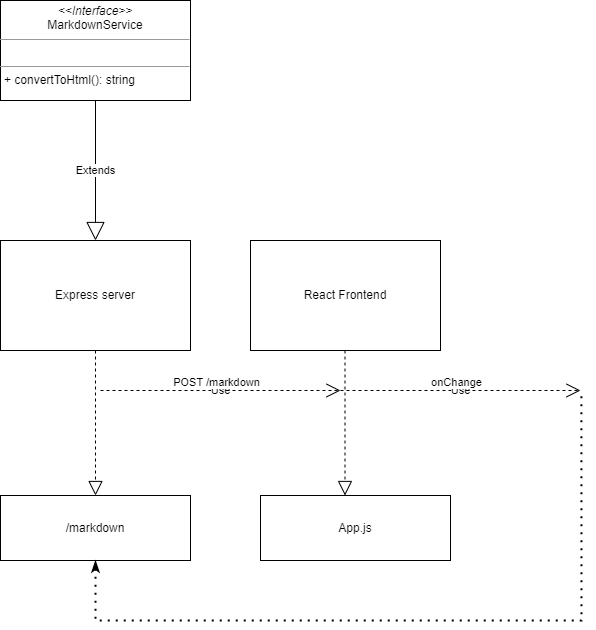 <<Interface>>
MarkdownService
+ convertToHtml(): string
Extends
Express server
React Frontend
POST /markdown
Use
onChange
Use
/markdown
App.js